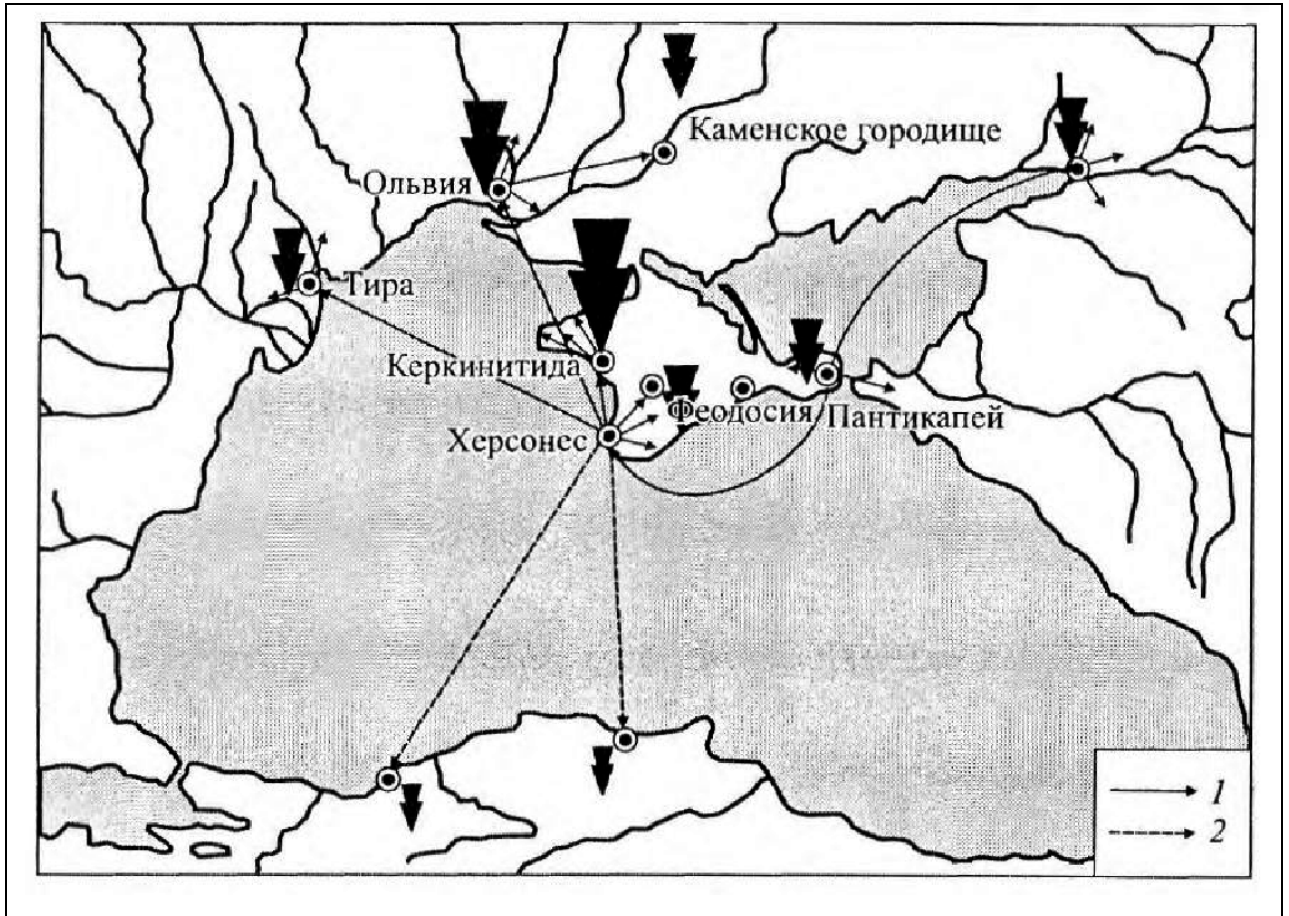 Каменское городище
Ольвия
Тира
Керкинитида
Феодосия
Пантикапей
Херсонес
1
2